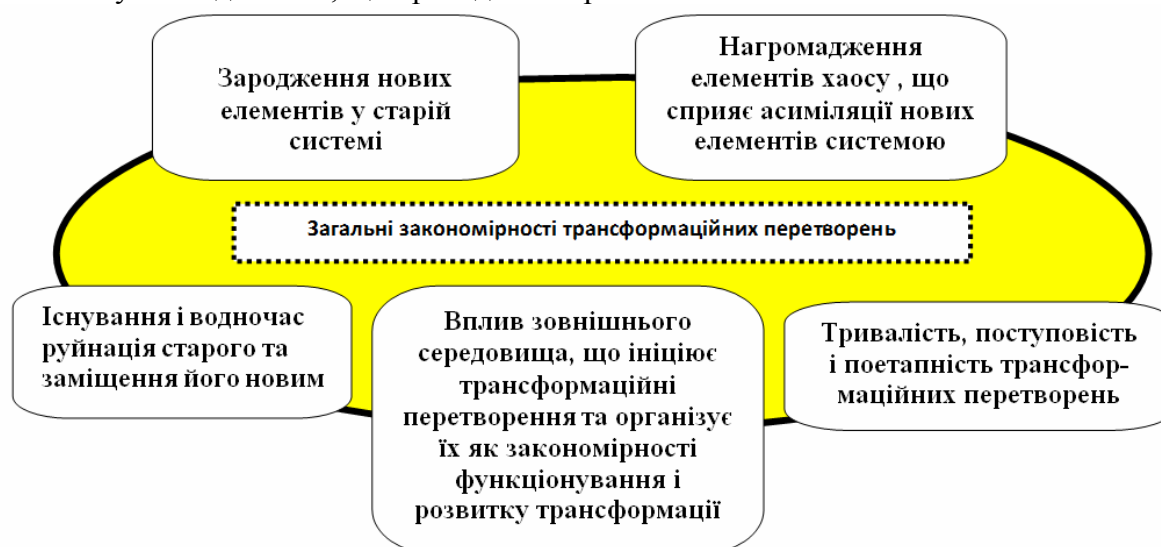 Зародження нових
елементів у старій
системі
Нагромадження
елементів хаосу , що
сприяє асиміляції нових
елементів системою
Загальні закономірності трансформаційних перетворень
Існування і водночас
руйнація старого та
заміщення його новим
Вплив зовнішнього
середовища, що ініціює
трансформаційні
перетворення та організує
їх як закономірності
функціонування і
розвитку трансформації
Тривалість, поступовість
і поетапність трансфор-
маційних перетворень